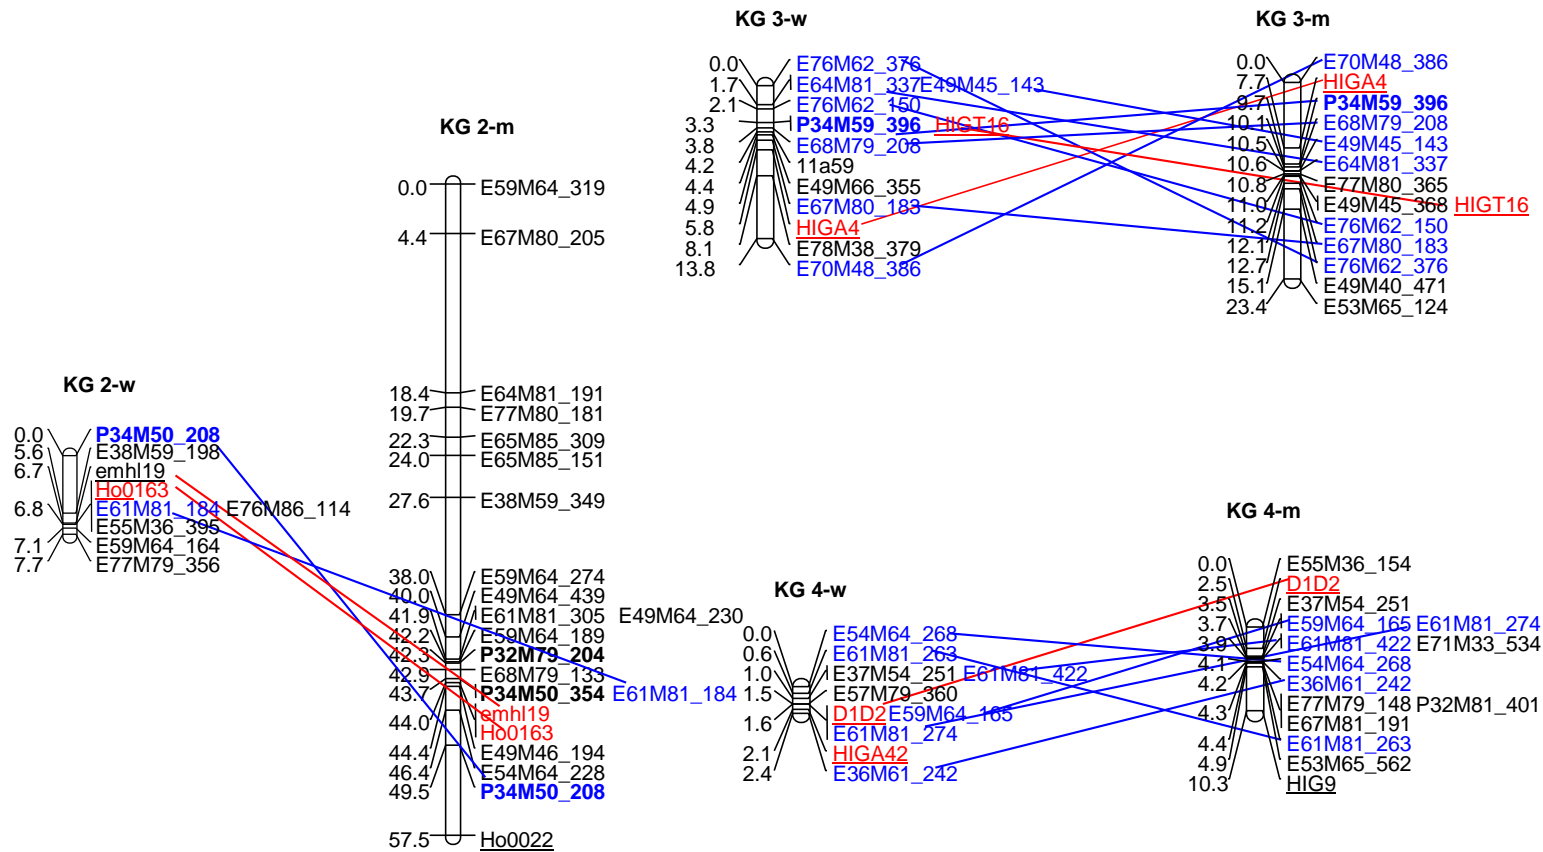 KG 3-w
0.0 E76M62_376
1.7 E64M81_337 E49M45_143
2.1 E76M62_150
3.3 P34M59_396 HIGT16
3.8 E68M79_208
4.2 11a59
4.4 E49M66_355
4.9 E67M80_183
5.8 HIGA4
8.1 E78M38_379
13.8 E70M48_386
KG 3-m
0.0 E70M48_386
7.7 HIGA4
9.7 P34M59_396
10.1 E68M79_208
10.5 E49M45_143
10.6 E64M81_337
10.8 E77M80_365
11.0 E49M45_368 HIGT16
11.2 E76M62_150
12.1 E67M80_183
12.7 E76M62_376
15.1 E49M40_471
23.4 E53M65_124
KG 2-m
0.0 E59M64_319
4.4 E67M80_205
18.4 E64M81_191
19.7 E77M80_181
22.3 E65M85_309
24.0 E65M85_151
27.6 E38M59_349
38.0 E59M64_274
40.0 E49M64_439
41.9 E61M81_305 E49M64_230
42.2 E59M64_189
42.3 P32M79_204
42.9 E68M79_133
43.7 P34M50_354 E61M81_184
emhl19
44.0 Ho0163
44.4 E49M46_194
46.4 E54M64_228
49.5 P34M50_208
57.5 Ho0022
KG 2-w
0.0 P34M50_208
5.6 E38M59_198
6.7 emhl19
Ho0163
6.8 E61M81_184 E76M86_114
E55M36_395
7.1 E59M64_164
7.7 E77M79_356
KG 4-w
0.0 E54M64_268
0.6 E61M81_263
1.0 E37M54_251 E61M81_422
1.5 E57M79_360
D1D2 E59M64_165
1.6 E61M81_274
2.1 HIGA42
2.4 E36M61_242
KG 4-m
0.0 E55M36_154
2.5 D1D2
3.5 E37M54_251
3.7 E59M64_165 E61M81_274
3.9 E61M81_422 E71M33_534
4.1 E54M64_268
4.2 E36M61_242
E77M79_148 P32M81_401
4.3 E67M81_191
4.4 E61M81_263
4.9 E53M65_562
10.3 HIG9